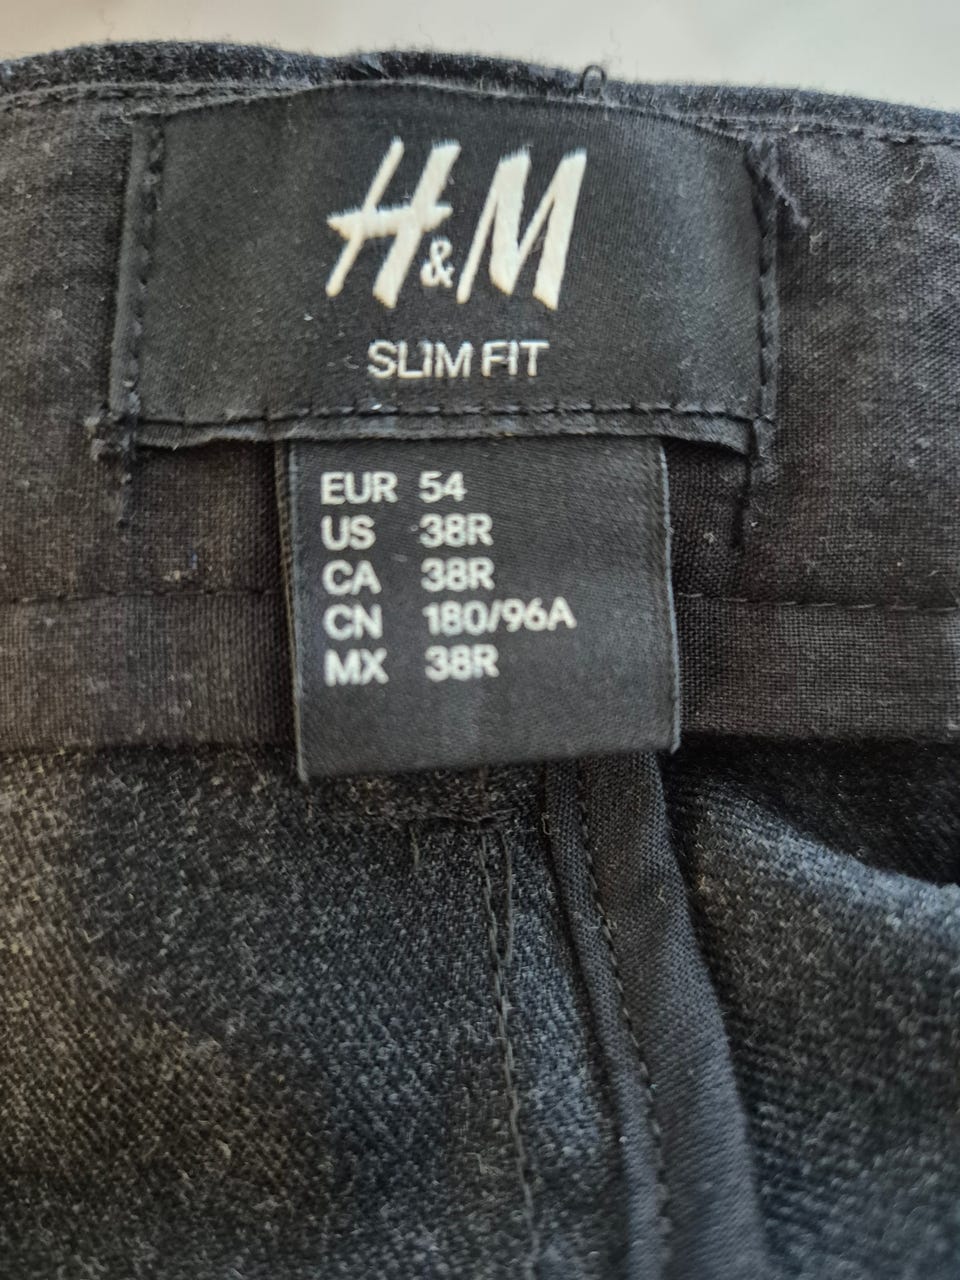 H&M
SLIM FIT
EUR 54
US 38R
CA 38R
CN 180/96A
MX 38R